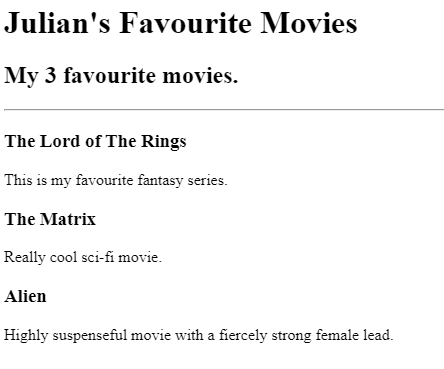 Julian's Favourite Movies
My 3 favourite movies.
The Lord of The Rings
This is my favourite fantasy series.
The Matrix
Really cool sci-fi movie.
Alien
Highly suspenseful movie with a fiercely strong female lead.